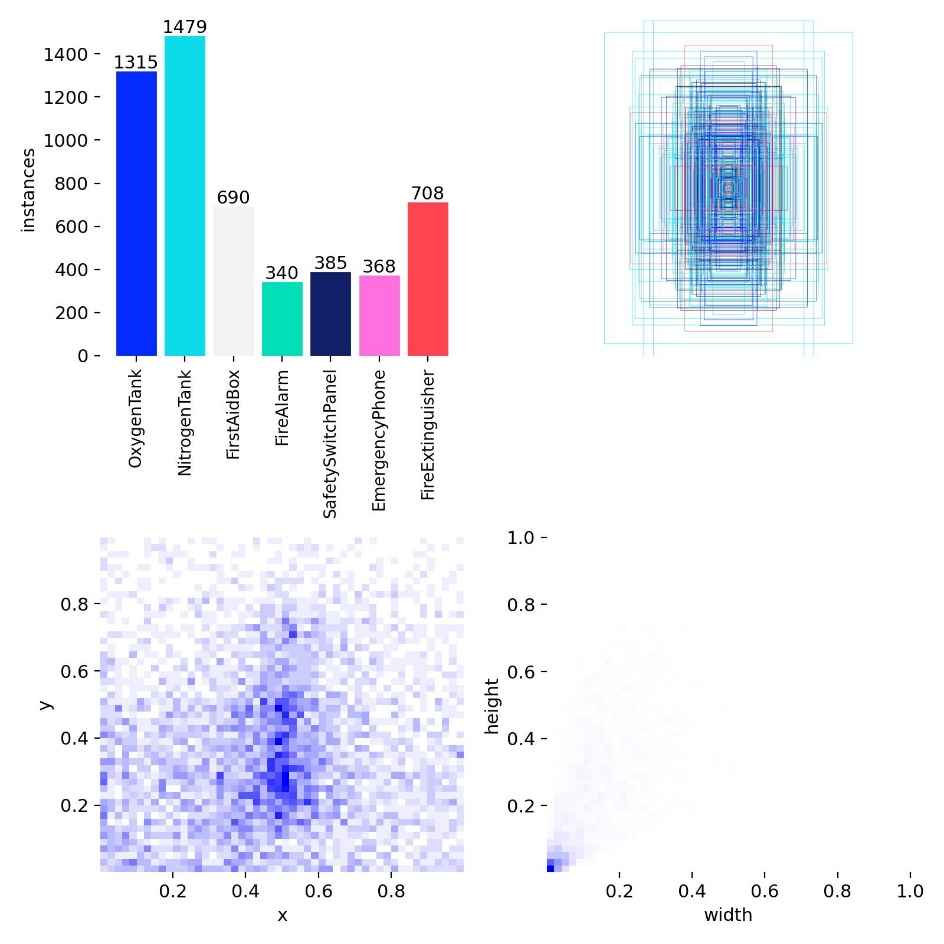 1479
1315
708
690
385
368
340
1400
1200
1000
800
600
400
200
0
instances
OxygenTank
NitrogenTank
FirstAidBox
FireAlarm
SafetySwitchPanel
EmergencyPhone
FireExtinguisher
0.8
0.6
0.4
0.2
y
0.2 0.4 0.6 0.8
x
1.0
0.8
0.6
0.4
0.2
height
0.2 0.4 0.6 0.8 1.0
width